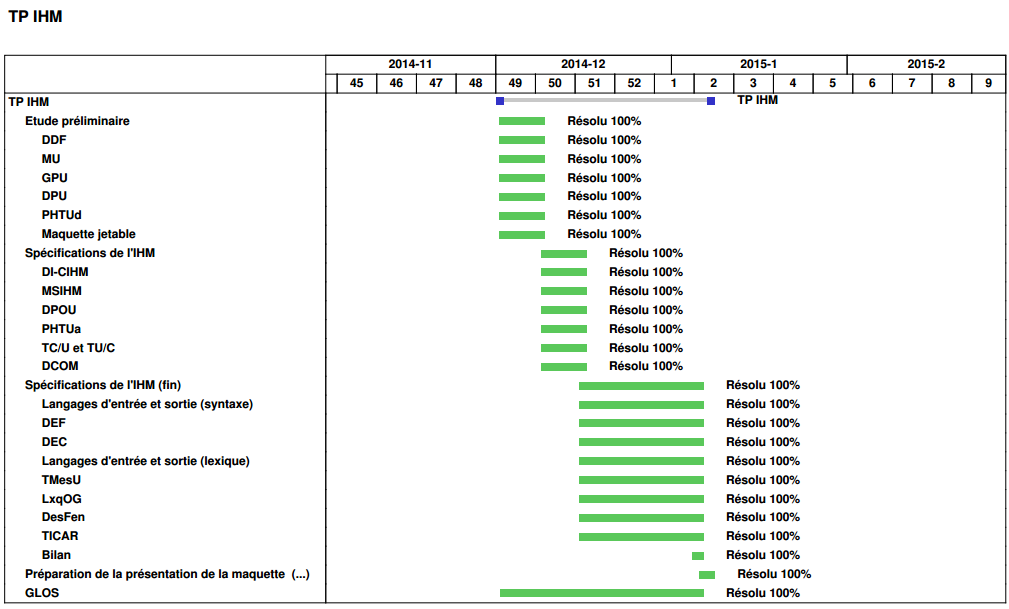 TP IHM
2014-11 2014-12 2015-1 2015-2
45 46 47 48 49 50 51 52 1 2 3 4 5 6 7 8 9
TP IHM TP IHM
Etude préliminaire Résolu 100%
DDF Résolu 100%
MU Résolu 100%
GPU Résolu 100%
DPU Résolu 100%
PHTUd Résolu 100%
Maquette jetable Résolu 100%
Spécifications de l'IHM Résolu 100%
DI-CIHM Résolu 100%
MSIHM Résolu 100%
DPOU Résolu 100%
PHTUa Résolu 100%
TC/U et TU/C Résolu 100%
DCOM Résolu 100%
Spécifications de l'IHM (fin) Résolu 100%
Langages d'entrée et sortie (syntaxe) Résolu 100%
DEF Résolu 100%
DEC Résolu 100%
Langages d'entrée et sortie (lexique) Résolu 100%
TMesU Résolu 100%
LxqOG Résolu 100%
DesFen Résolu 100%
TICAR Résolu 100%
Bilan Résolu 100%
Préparation de la présentation de la maquette (...) Résolu 100%
GLOS Résolu 100%